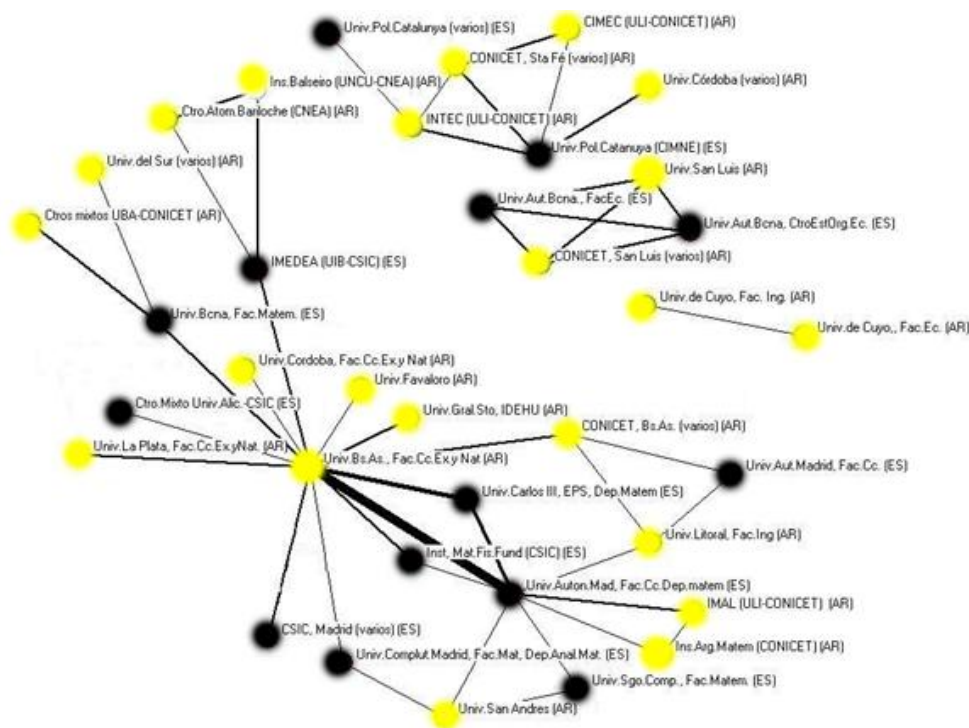 Univ.Pol.Catalunya (varios) (ES)
CIMEC (ULI-CONICET) (AR)
CONICET, Sta Fé (varios) (AR)
Ins.Balseiro (UNCU-CNEA) (AR)
Univ.Córdoba (varios) (AR)
Ctro.Atom.Bariloche (CNEA) (AR)
INTEC (ULI-CONICET) (AR)
Univ.Pol.Catanuya (CIMNE) (ES)
Univ.del Sur (varios) (AR)
Univ.San Luis (AR)
Univ.Aut.Bcna., FacEc. (ES)
Ctros mixtos UBA-CONICET (AR)
Univ.Aut.Bcna, CtroEstOrg.Ec. (ES)
IMEDEA (UIB-CSIC) (ES)
CONICET, San Luis (varios) (AR)
Univ.de Cuyo, Fac. Ing. (AR)
Univ.Bcna, Fac.Matem. (ES)
Univ.de Cuyo,, Fac.Ec. (AR)
Univ.Cordoba, Fac.Cc.Ex.y Nat (AR)
Univ.Favaloro (AR)
Ctro.Mixto Univ.Alic.-CSIC (ES)
Univ.Gral.Sto, IDEHU (AR)
CONICET, Bs.As. (varios) (AR)
Univ.La Plata, Fac.Cc.Ex.yNat. (AR)
Univ.Bs.As., Fac.Cc.Ex.y Nat (AR)
Univ.Aut.Madrid, Fac.Cc. (ES)
Univ.Carlos III, EPS, Dep.Matem (ES)
Univ.Litoral, Fac.Ing (AR)
Inst, Mat.Fis.Fund (CSIC) (ES)
Univ.Auton.Mad, Fac.Cc.Dep.matem (ES)
IMAL (ULI-CONICET) (AR)
CSIC, Madrid (varios) (ES)
Ins.Arg.Matem (CONICET) (AR)
Univ.Complut.Madrid, Fac.Mat, Dep.Anal.Mat. (ES)
Univ.Sgo.Comp., Fac.Matem. (ES)
Univ.San Andres (AR)